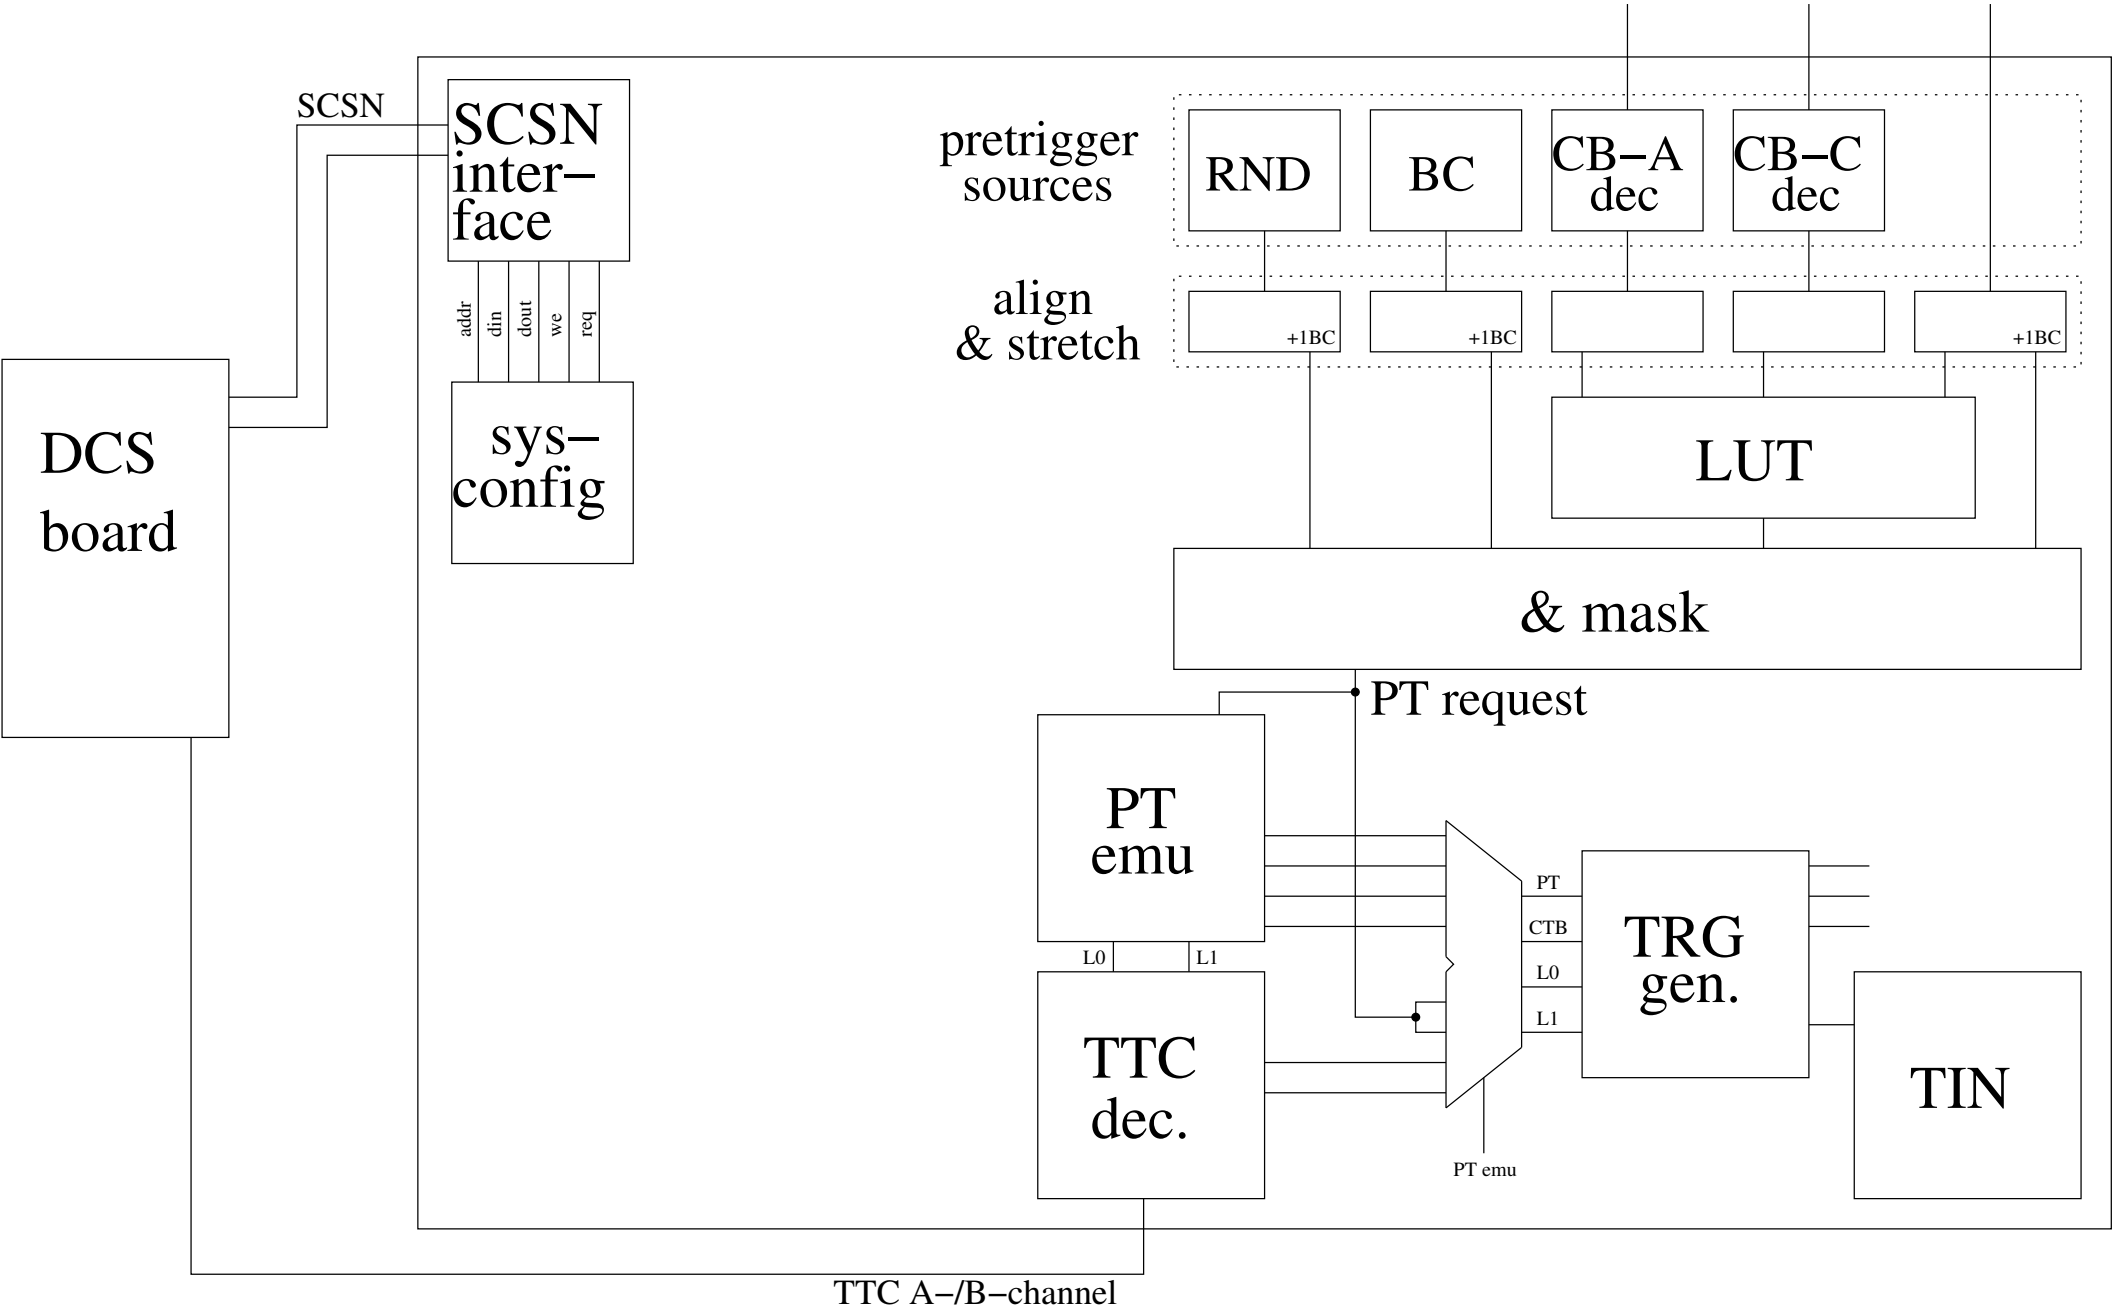 SCSN
SCSN
inter−
face
addr
din
dout
we
req
sys−
config
DCS
board
pretrigger
sources
RND
BC
CB−A
dec
CB−C
dec
align
& stretch
+1BC
+1BC
+1BC
LUT
& mask
PT request
PT
emu
L0
L1
TTC
dec.
PT
CTB
L0
L1
PT emu
TRG
gen.
TIN
TTC A−/B−channel